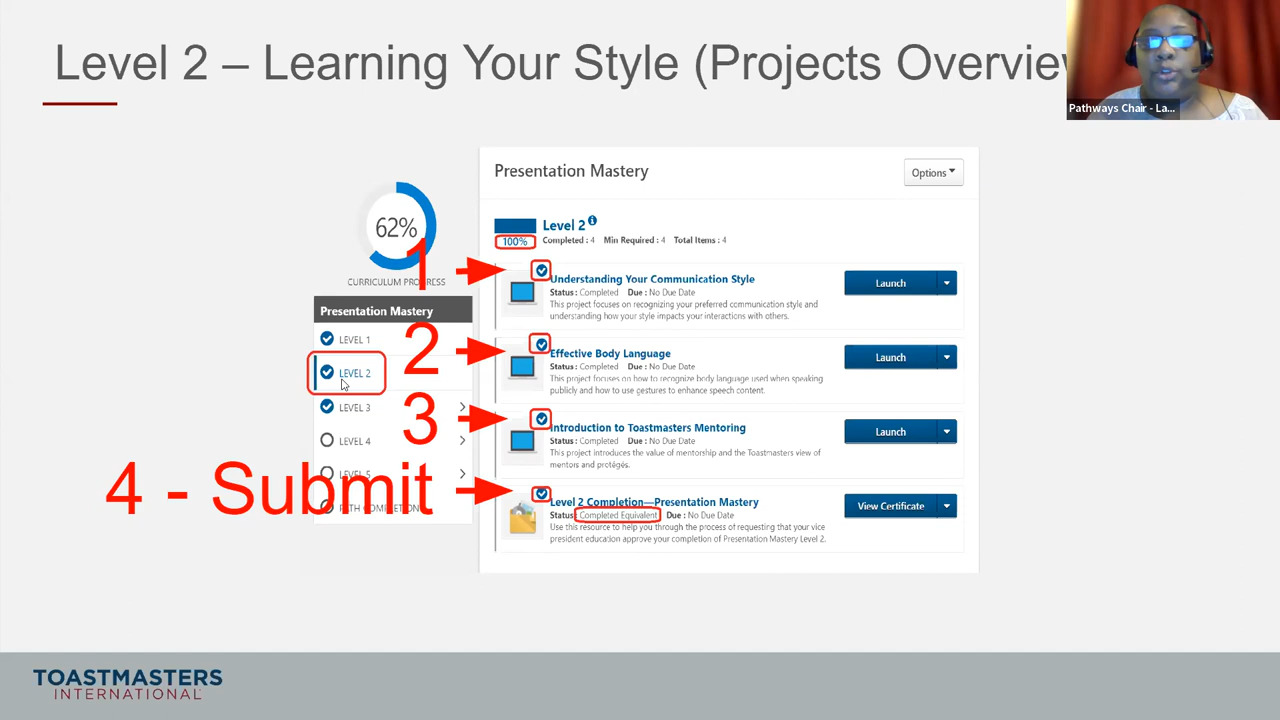 Level 2 – Learning Your Style (Projects Overview
Pathways Chair - La...
62%
CURRICULUM PROGRESS
Presentation Mastery
LEVEL 1
LEVEL 2
LEVEL 3
LEVEL 4
LEVEL 5
PATH COMPLETION
1
2
3
4 - Submit
Presentation Mastery
Options
Level 2
100%
Completed : 4 Min Required : 4 Total Items : 4
Understanding Your Communication Style
Status : Completed Due : No Due Date
This project focuses on recognizing your preferred communication style and
understanding how your style impacts your interactions with others.
Launch
Effective Body Language
Status : Completed Due : No Due Date
This project focuses on how to recognize body language used when speaking
publicly and how to use gestures to enhance speech content.
Launch
Introduction to Toastmasters Mentoring
Status : Completed Due : No Due Date
This project introduces the value of mentorship and the Toastmasters view of
mentors and protégés.
Launch
Level 2 Completion—Presentation Mastery
Status : Completed Equivalent Due : No Due Date
Use this resource to help you through the process of requesting that your vice
president education approve your completion of Presentation Mastery Level 2.
View Certificate
TOASTMASTERS
INTERNATIONAL